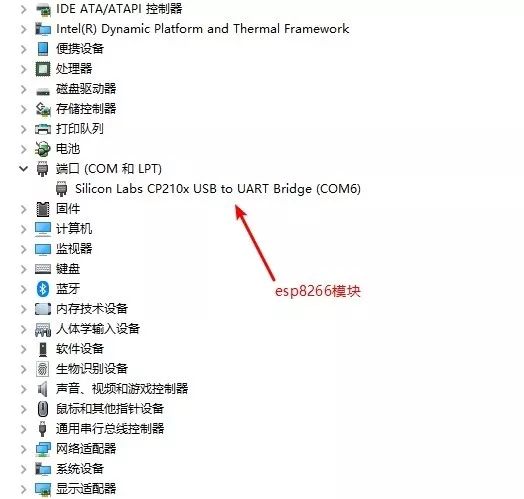 IDE ATA/ATAPI 控制器
Intel(R) Dynamic Platform and Thermal Framework
便携设备
处理器
磁盘驱动器
存储控制器
打印队列
电池
端口 (COM 和 LPT)
Silicon Labs CP210x USB to UART Bridge (COM6)
固件
计算机
监视器
esp8266模块
键盘
蓝牙
内存技术设备
人体学输入设备
软件设备
生物识别设备
声音、视频和游戏控制器
鼠标和其他指针设备
通用串行总线控制器
网络适配器
系统设备
显示适配器